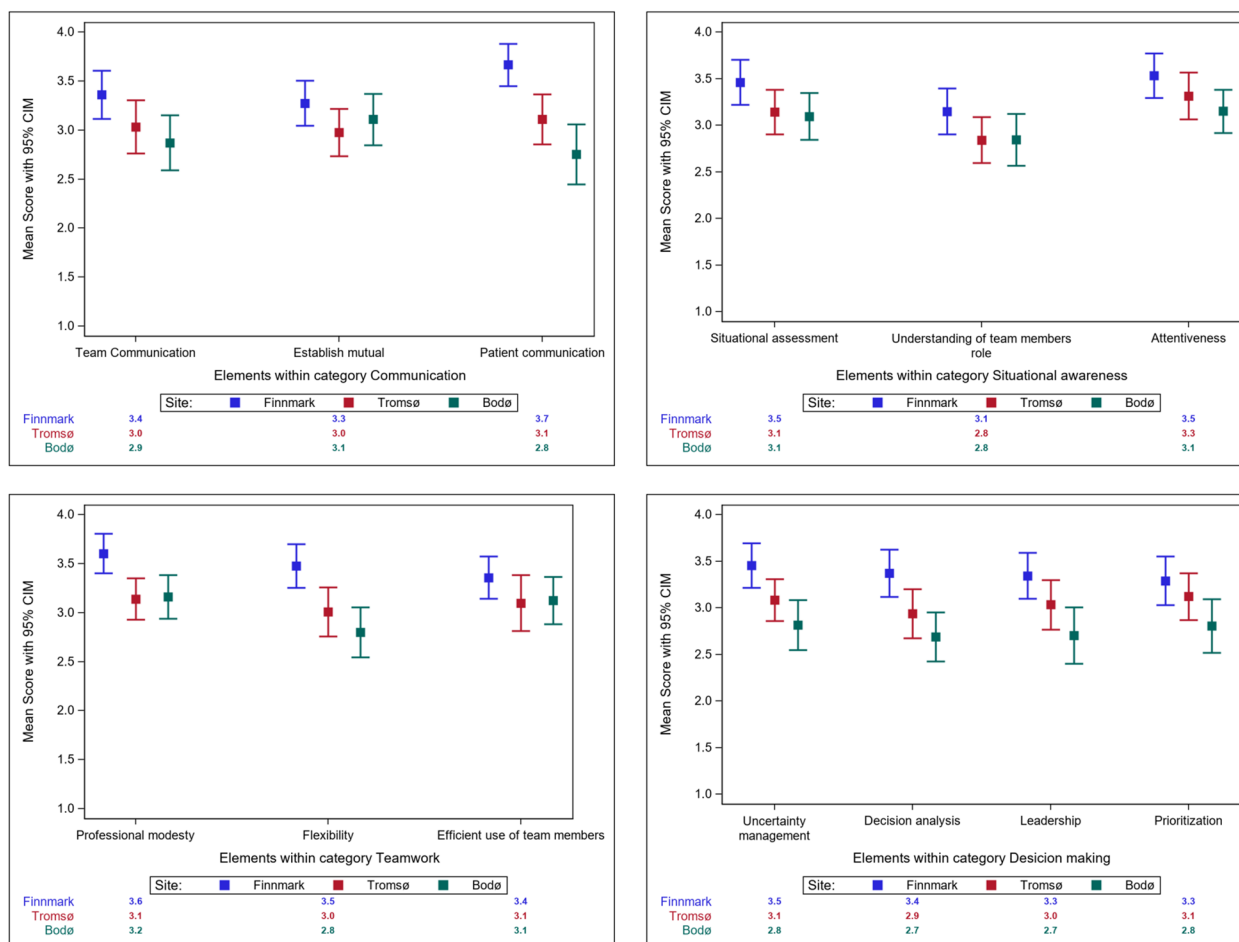 Mean Score with 95% CIM
4.0
3.5
3.0
2.5
2.0
1.5
1.0
Team Communication Establish mutual Patient communication
Elements within category Communication
Site: Finnmark Tromsø Bodø
Finnmark 3.4 3.3 3.7
Tromsø 3.0 3.0 3.1
Bodø 2.9 3.1 2.8
Mean Score with 95% CIM
4.0
3.5
3.0
2.5
2.0
1.5
1.0
Situational assessment Understanding of team members Attentiveness
role
Elements within category Situational awareness
Site: Finnmark Tromsø Bodø
Finnmark 3.5 3.1 3.5
Tromsø 3.1 2.8 3.3
Bodø 3.1 2.8 3.1
Mean Score with 95% CIM
4.0
3.5
3.0
2.5
2.0
1.5
1.0
Professional modesty Flexibility Efficient use of team members
Elements within category Teamwork
Site: Finnmark Tromsø Bodø
Finnmark 3.6 3.5 3.4
Tromsø 3.1 3.0 3.1
Bodø 3.2 2.8 3.1
Mean Score with 95% CIM
4.0
3.5
3.0
2.5
2.0
1.5
1.0
Uncertainty Decision analysis Leadership Prioritization
management
Elements within category Desicion making
Site: Finnmark Tromsø Bodø
Finnmark 3.5 3.4 3.3 3.3
Tromsø 3.1 2.9 3.0 3.1
Bodø 2.8 2.7 2.7 2.8